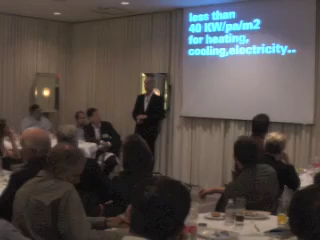 less than
40 KW/pa/m2
for heating,
cooling,electricity..